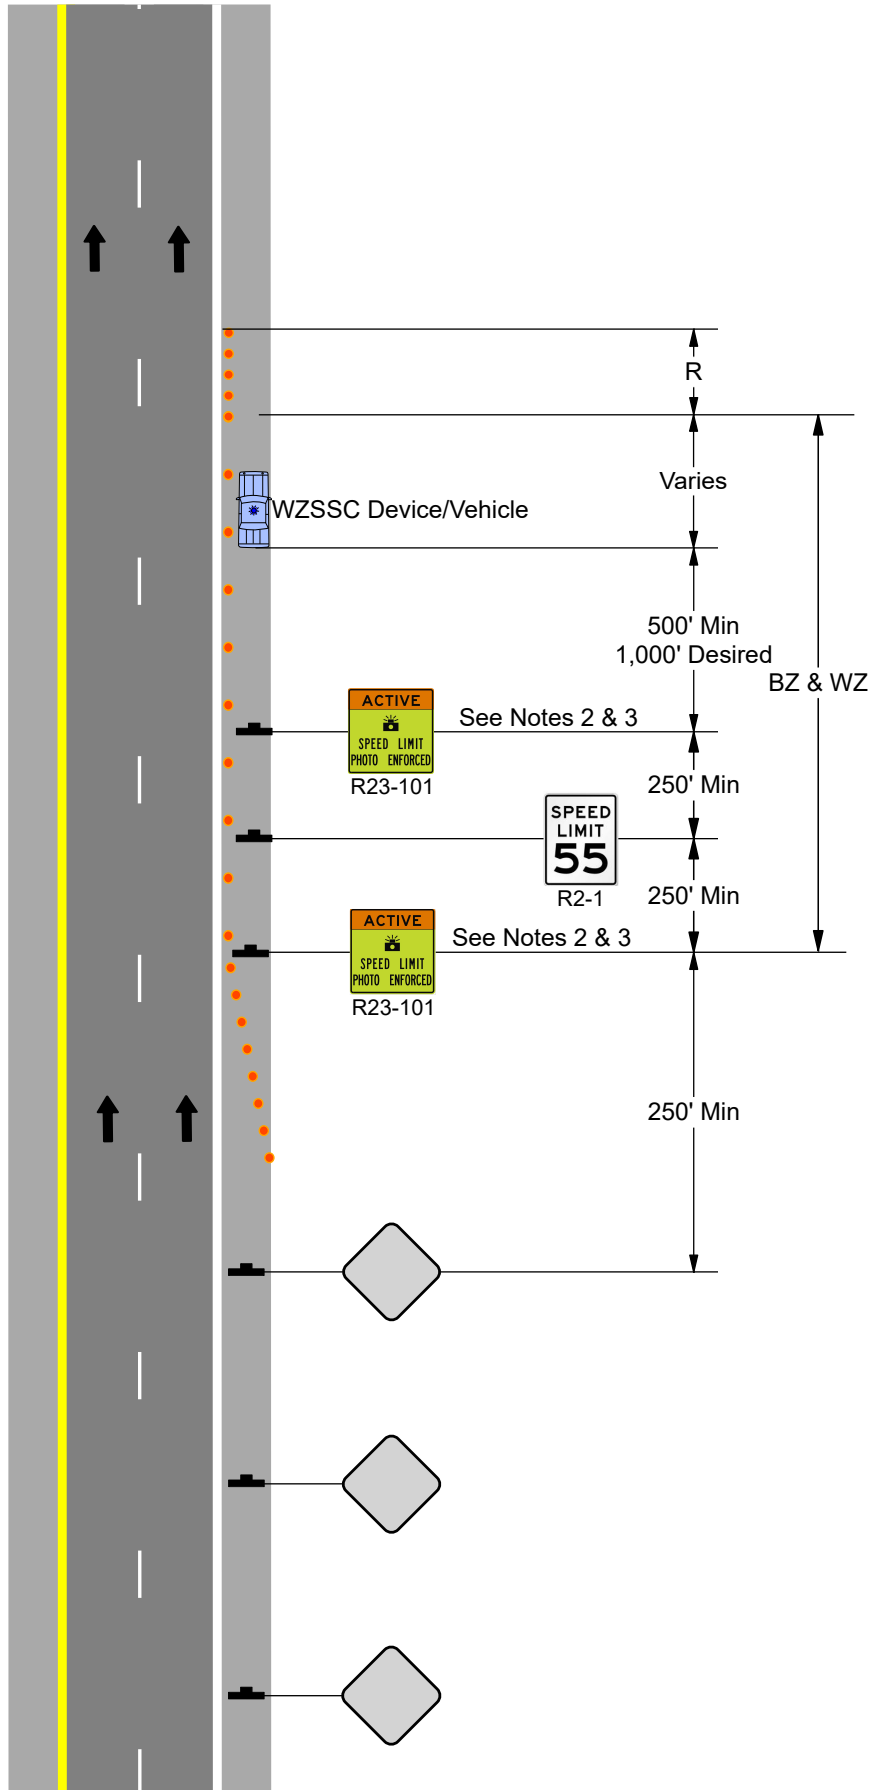 R
Varies
WZSSC Device/Vehicle
500' Min
1,000' Desired
BZ & WZ
ACTIVE
SPEED LIMIT
PHOTO ENFORCED
R23-101
See Notes 2 & 3
250' Min
SPEED
LIMIT
55
R2-1
250' Min
ACTIVE
SPEED LIMIT
PHOTO ENFORCED
R23-101
See Notes 2 & 3
250' Min